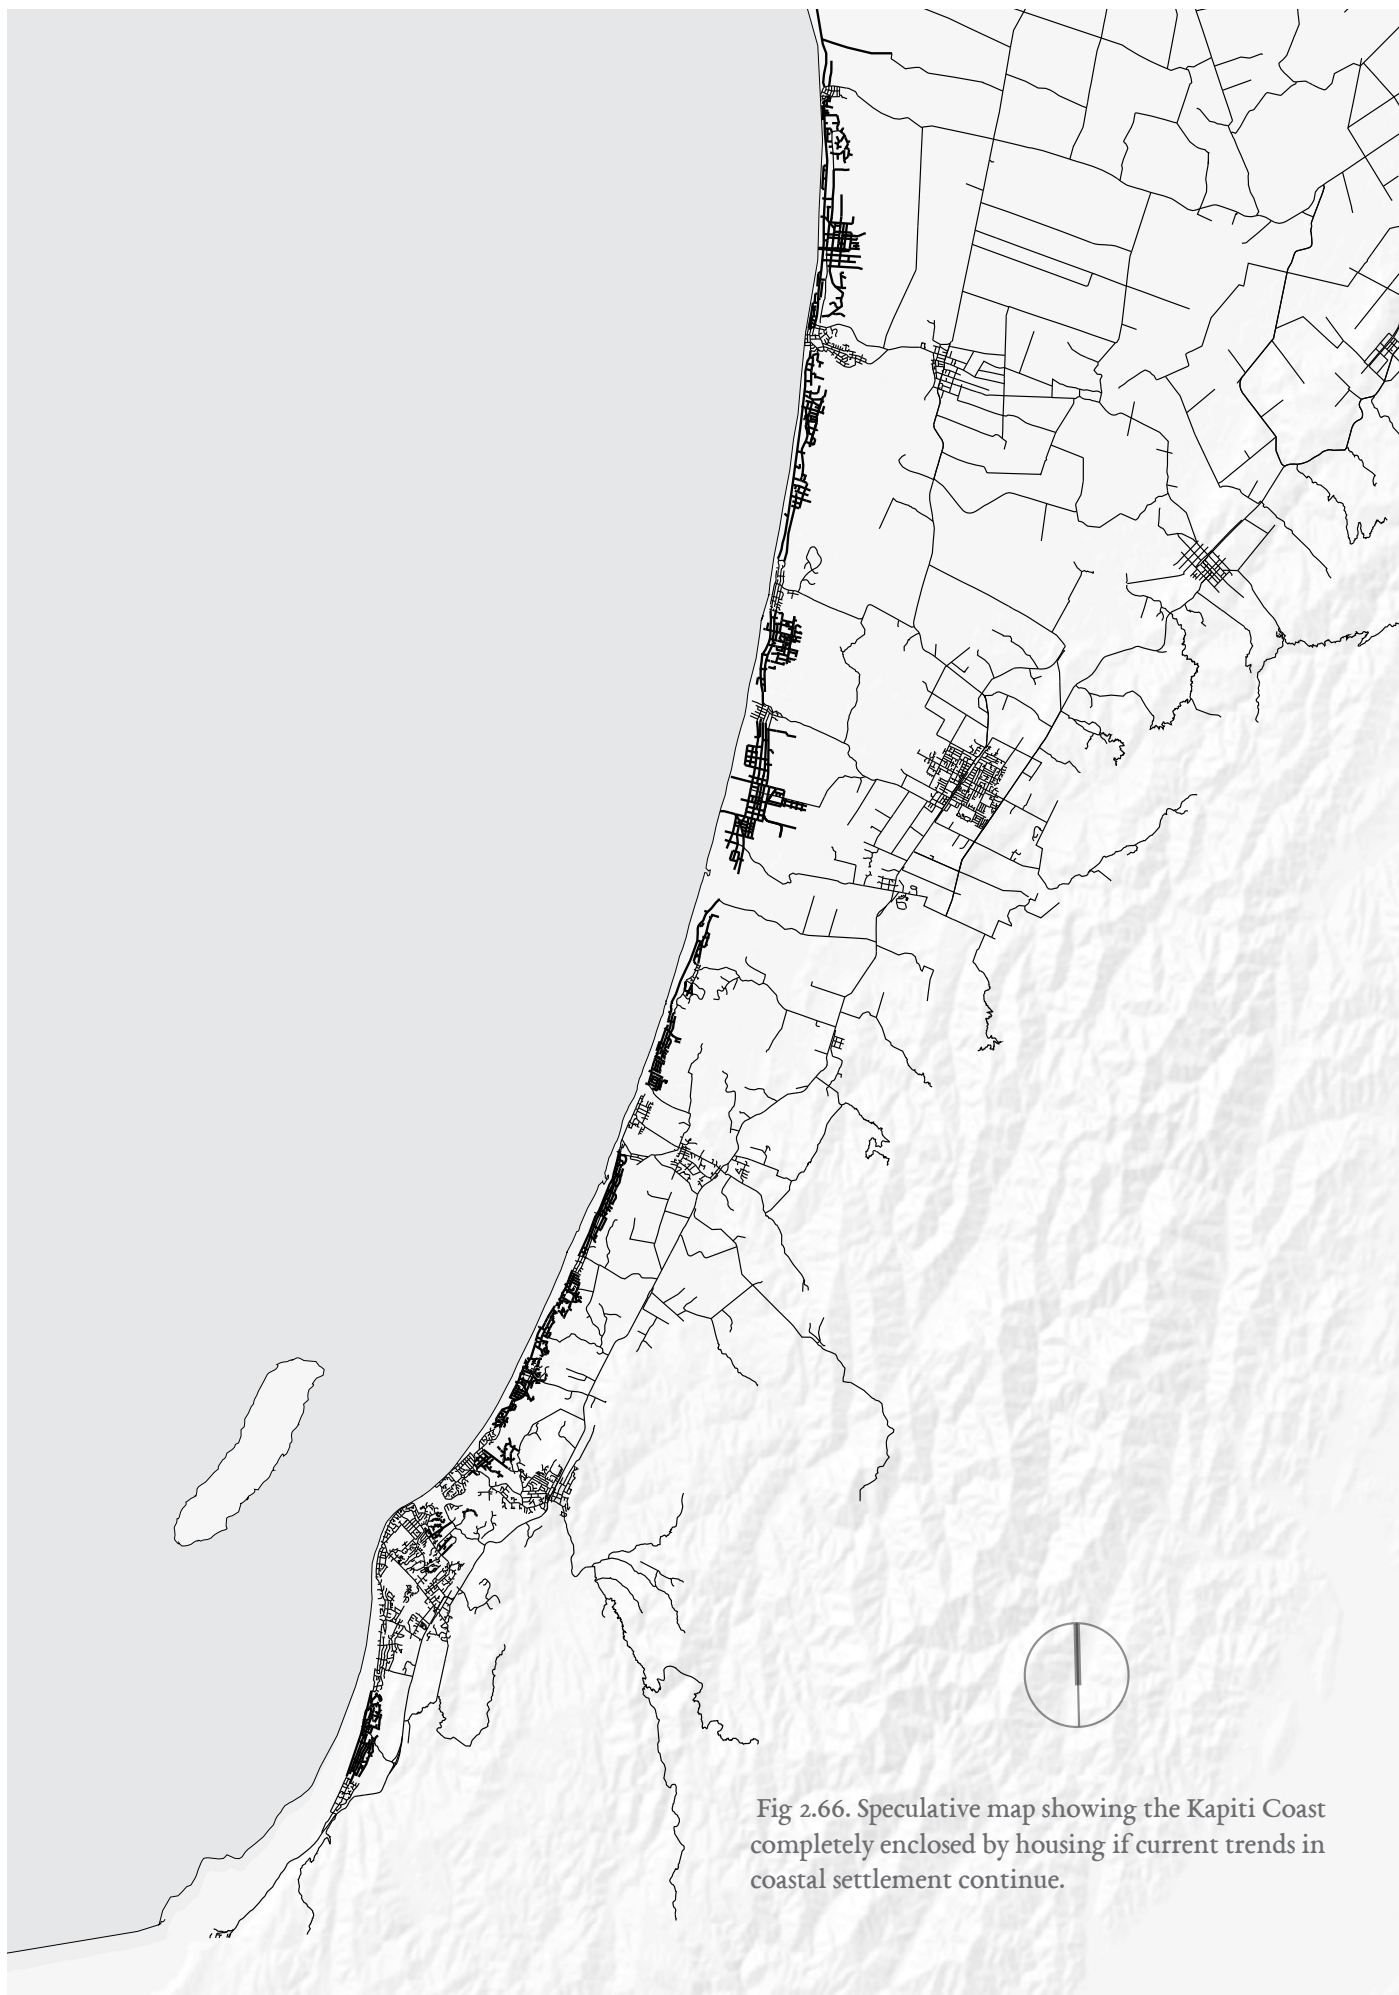 Fig 2.66. Speculative map showing the Kapiti Coast
completely enclosed by housing if current trends in
coastal settlement continue.